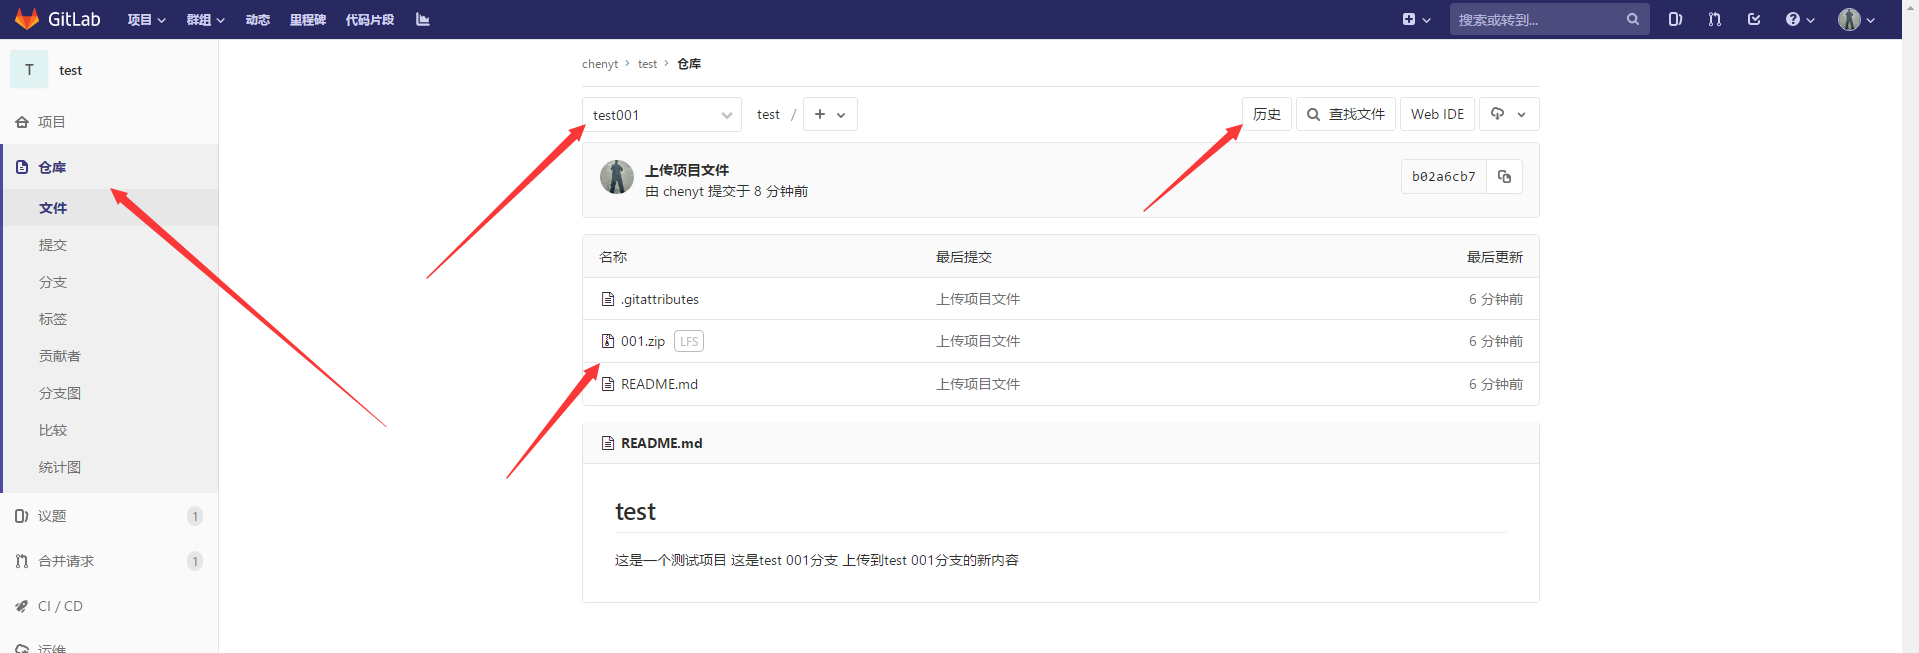 GitLab 项目 群组 动态 里程碑 代码片段 搜索或转到...
T test
项目
仓库
文件
提交
分支
标签
贡献者
分支图
比较
统计图
议题 1
合并请求 1
CI / CD
运维
chenyt › test › 仓库
test001 test / + 历史 查找文件 Web IDE
上传项目文件
由 chenyt 提交于 8 分钟前
b02a6cb7
名称 最后提交 最后更新
.gitattributes 上传项目文件 6 分钟前
001.zip LFS 上传项目文件 6 分钟前
README.md 上传项目文件 6 分钟前
README.md
test
这是一个测试项目 这是test 001分支 上传到test 001分支的新内容